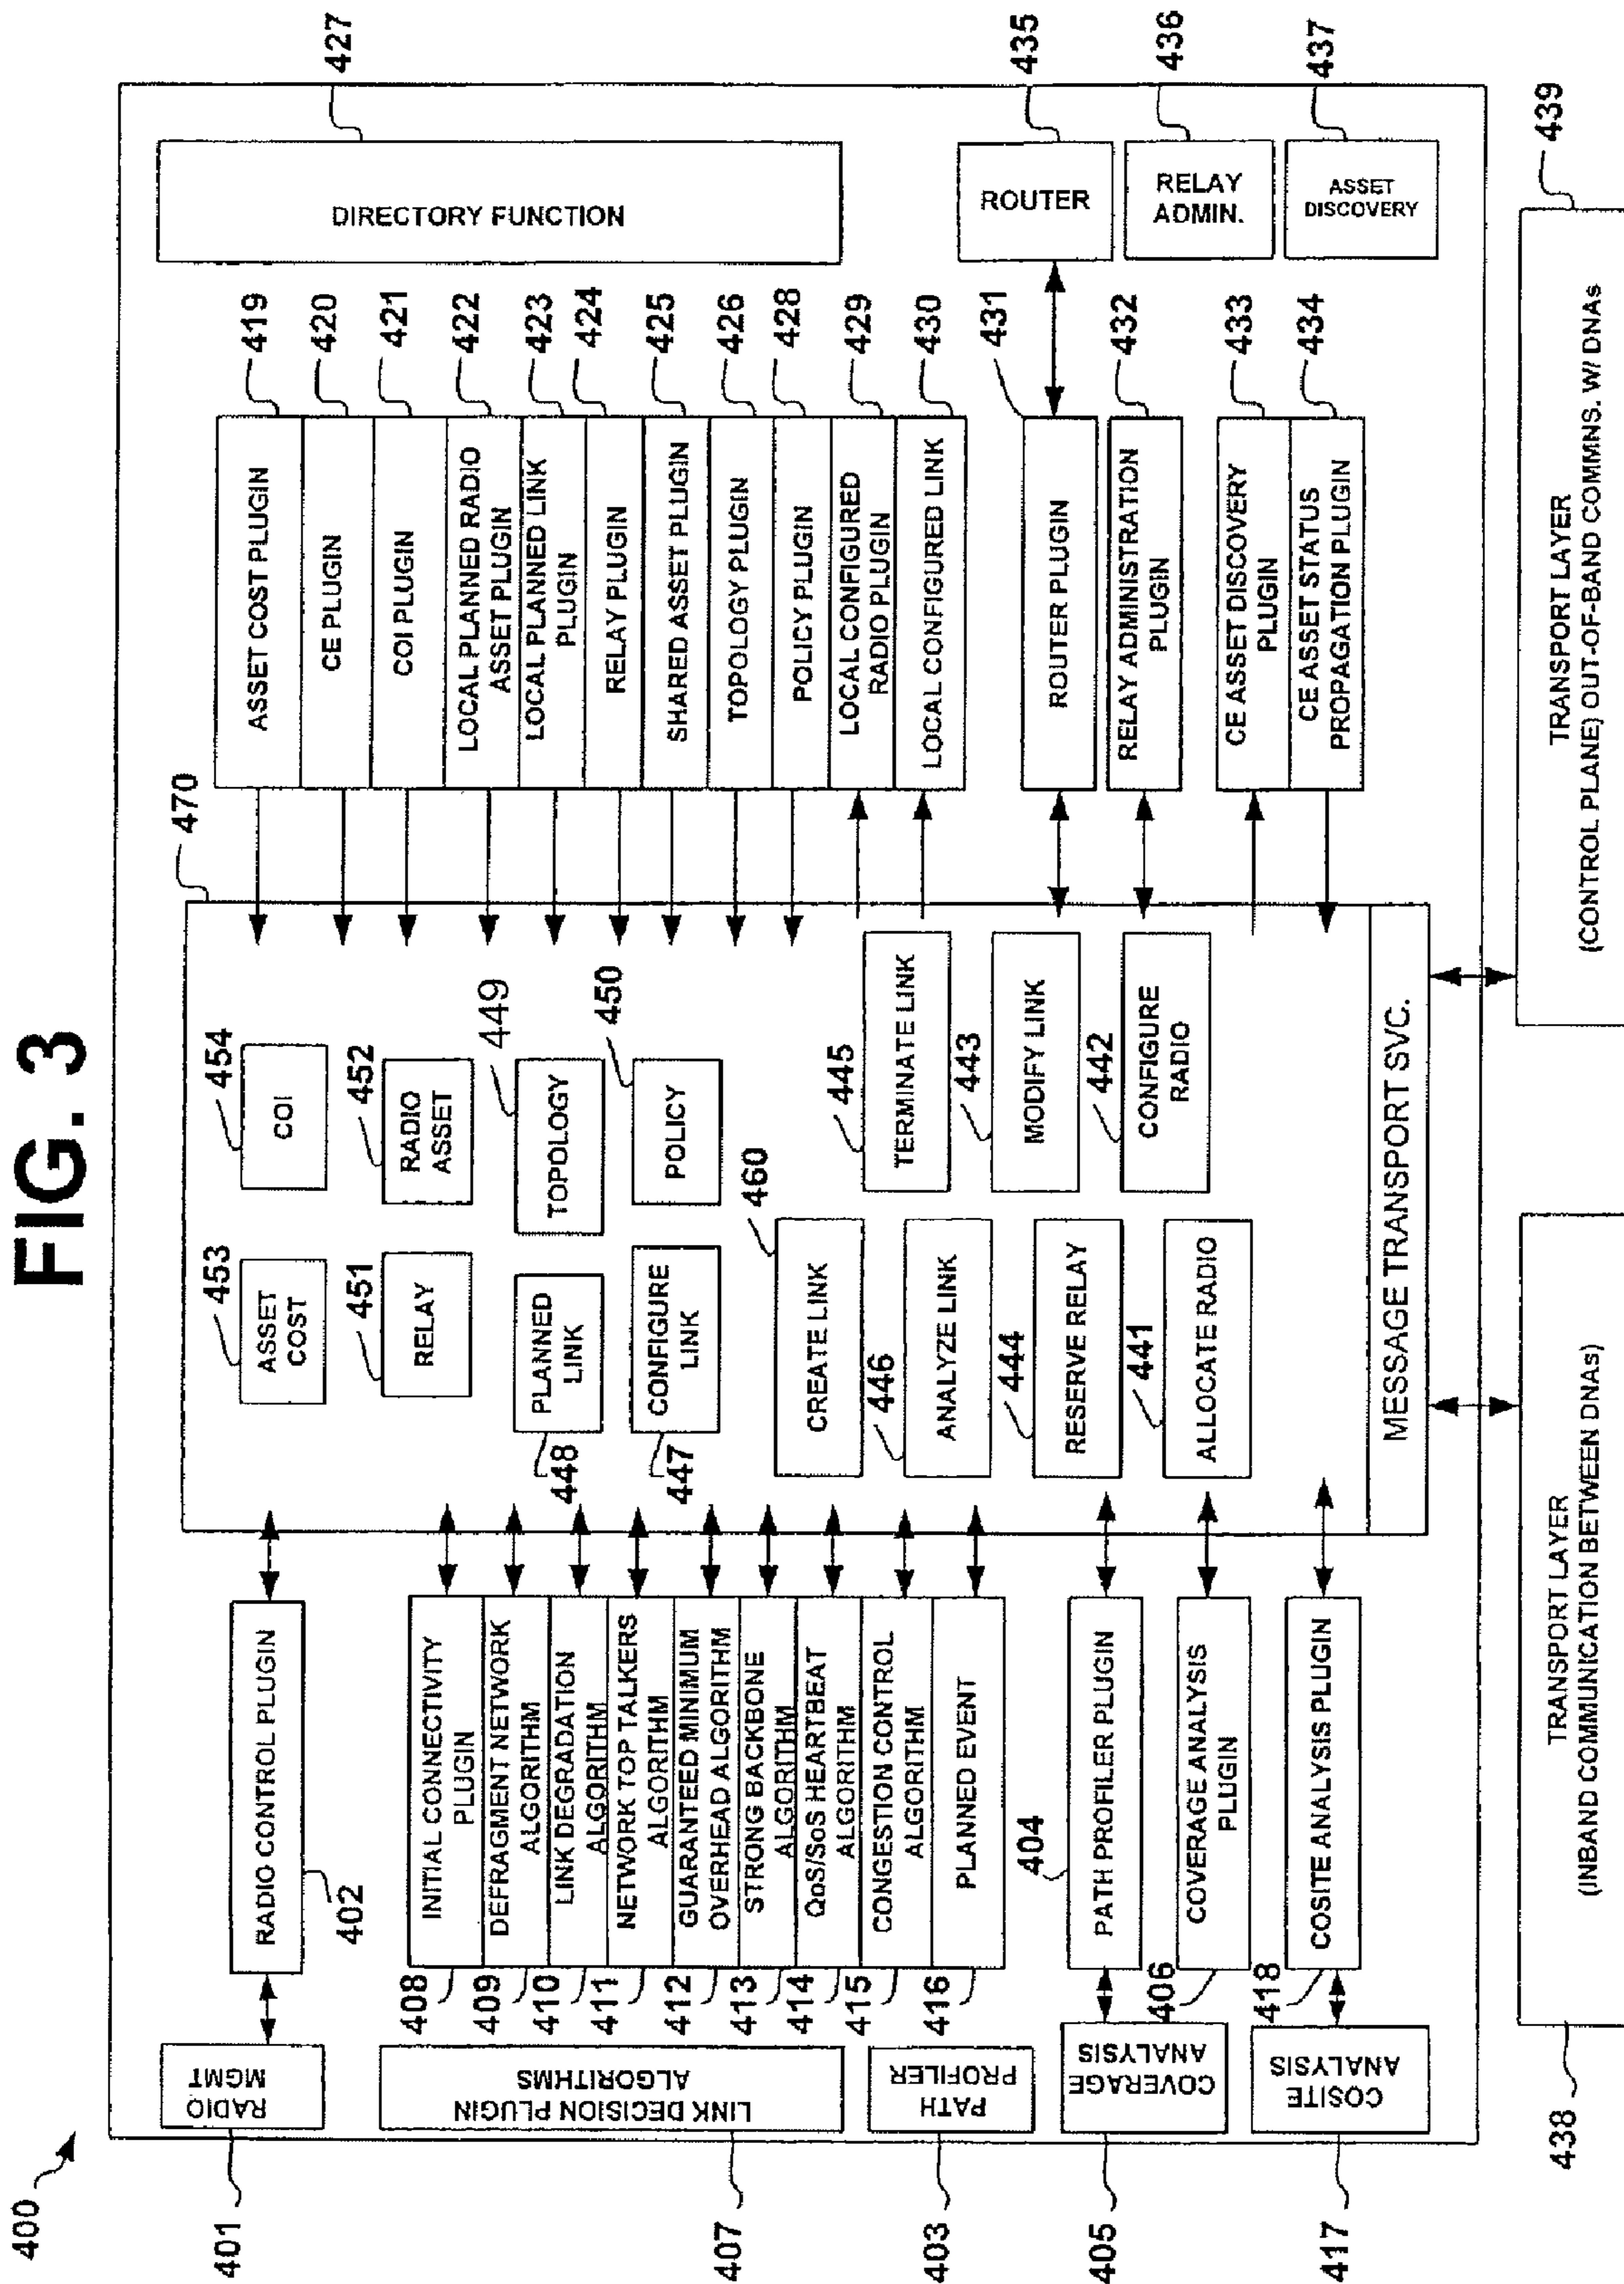 FIG. 3
400
401
RADIO
MGMT
407
LINK DECISION PLUGIN
ALGORITHMS
403
PATH
PROFILER
405
COVERAGE
ANALYSIS
417
COSITE
ANALYSIS
402
RADIO CONTROL PLUGIN
408
INITIAL CONNECTIVITY
PLUGIN
409
DEFRAGMENT NETWORK
ALGORITHM
410
LINK DEGRADATION
ALGORITHM
411
NETWORK TOP TALKERS
ALGORITHM
412
GUARANTEED MINIMUM
OVERHEAD ALGORITHM
413
STRONG BACKBONE
ALGORITHM
414
QoS/SoS HEARTBEAT
ALGORITHM
415
CONGESTION CONTROL
ALGORITHM
416
PLANNED EVENT
404
PATH PROFILER PLUGIN
406
COVERAGE ANALYSIS
PLUGIN
418
COSITE ANALYSIS PLUGIN
470
453
ASSET
COST
454
COI
451
RELAY
452
RADIO
ASSET
448
PLANNED
LINK
449
TOPOLOGY
447
CONFIGURE
LINK
450
POLICY
460
CREATE LINK
445
TERMINATE LINK
446
ANALYZE LINK
443
MODIFY LINK
444
RESERVE RELAY
442
CONFIGURE
RADIO
441
ALLOCATE RADIO
MESSAGE TRANSPORT SVC.
419
ASSET COST PLUGIN
420
CE PLUGIN
421
COI PLUGIN
422
LOCAL PLANNED RADIO
ASSET PLUGIN
423
LOCAL PLANNED LINK
PLUGIN
424
RELAY PLUGIN
425
SHARED ASSET PLUGIN
426
TOPOLOGY PLUGIN
428
POLICY PLUGIN
429
LOCAL CONFIGURED
RADIO PLUGIN
430
LOCAL CONFIGURED LINK
431
ROUTER PLUGIN
432
RELAY ADMINISTRATION
PLUGIN
433
CE ASSET DISCOVERY
PLUGIN
434
CE ASSET STATUS
PROPAGATION PLUGIN
427
DIRECTORY FUNCTION
435
ROUTER
436
RELAY
ADMIN.
437
ASSET
DISCOVERY
438
TRANSPORT LAYER
(INBAND COMMUNICATION BETWEEN DNAs)
439
TRANSPORT LAYER
(CONTROL PLANE) OUT-OF-BAND COMMNS. W/ DNAs